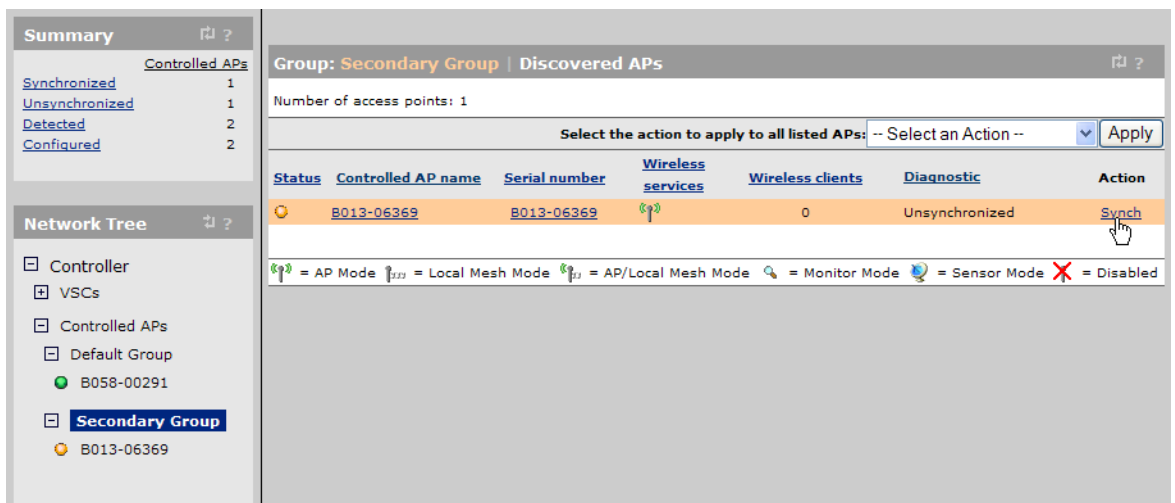 Summary ?
Controlled APs
Synchronized 1
Unsynchronized 1
Detected 2
Configured 2
Network Tree ?
Controller
VSCs
Controlled APs
Default Group
B058-00291
Secondary Group
B013-06369
Group: Secondary Group | Discovered APs ?
Number of access points: 1
Select the action to apply to all listed APs: -- Select an Action -- Apply
Status Controlled AP name Serial number Wireless services Wireless clients Diagnostic Action
B013-06369 B013-06369 0 Unsynchronized Synch
= AP Mode = Local Mesh Mode = AP/Local Mesh Mode = Monitor Mode = Sensor Mode = Disabled